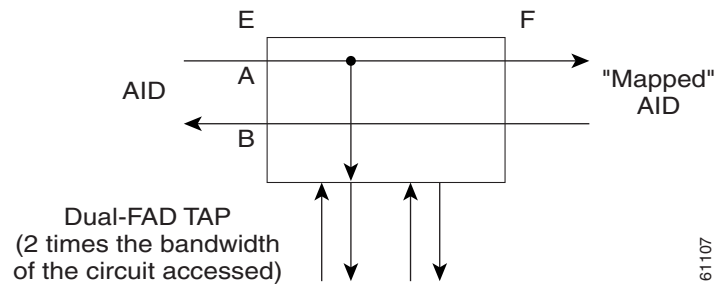 E
F
A
AID
"Mapped"
AID
B
Dual-FAD TAP
(2 times the bandwidth
of the circuit accessed)
61107